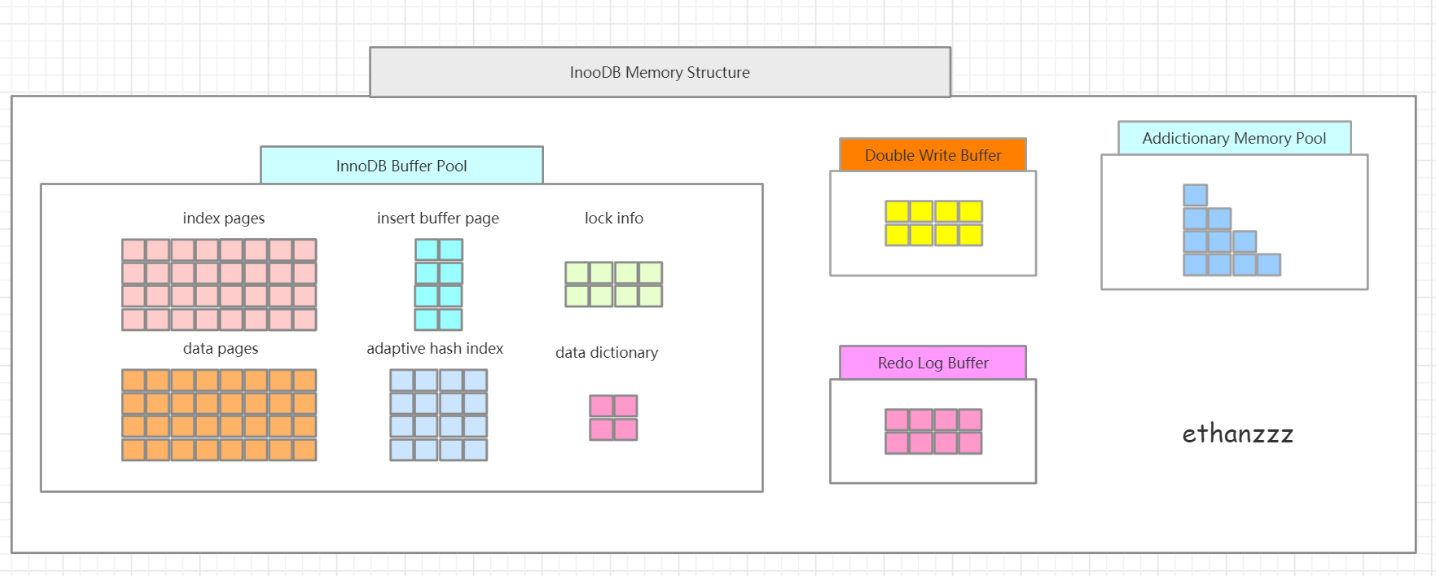 InooDB Memory Structure
InnoDB Buffer Pool
index pages
insert buffer page
lock info
data pages
adaptive hash index
data dictionary
Double Write Buffer
Redo Log Buffer
Addictionary Memory Pool
ethanzzz